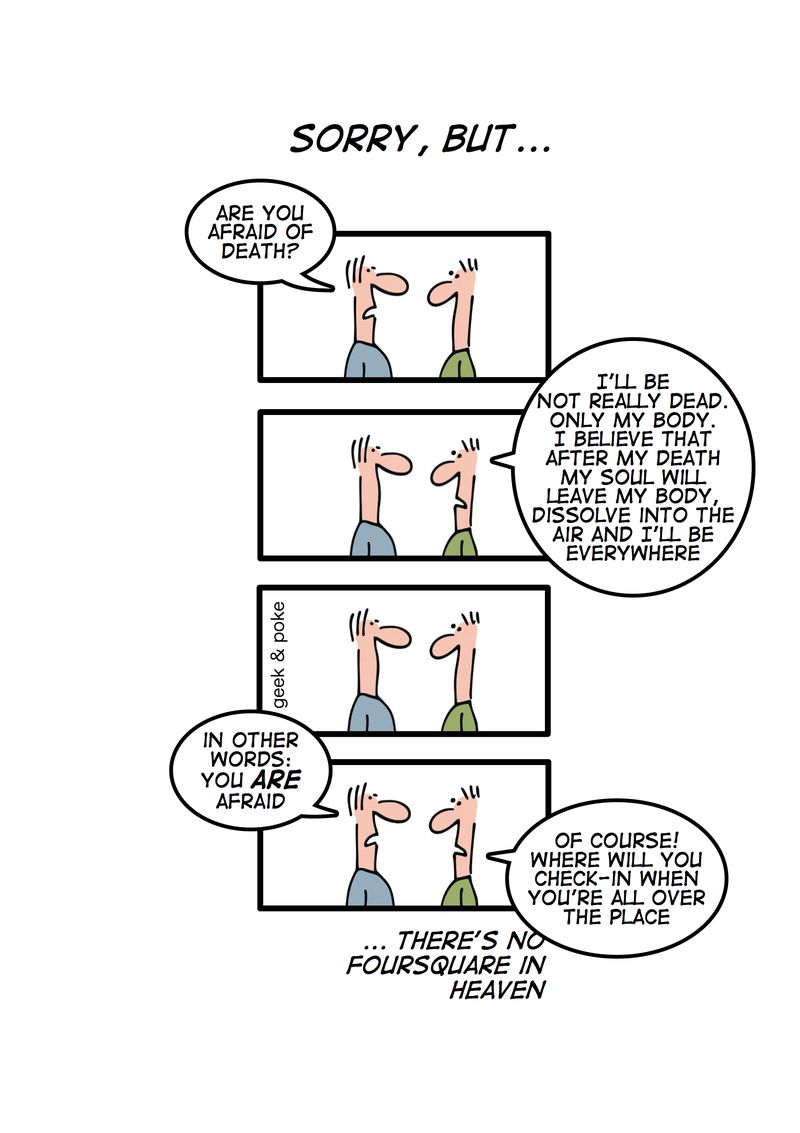 SORRY, BUT...
ARE YOU
AFRAID OF
DEATH?
I'LL BE
NOT REALLY DEAD.
ONLY MY BODY.
I BELIEVE THAT
AFTER MY DEATH
MY SOUL WILL
LEAVE MY BODY,
DISSOLVE INTO THE
AIR AND I'LL BE
EVERYWHERE
geek & poke
IN OTHER
WORDS:
YOU ARE
AFRAID
OF COURSE!
WHERE WILL YOU
CHECK-IN WHEN
YOU'RE ALL OVER
THE PLACE
... THERE'S NO
FOURSQUARE IN
HEAVEN